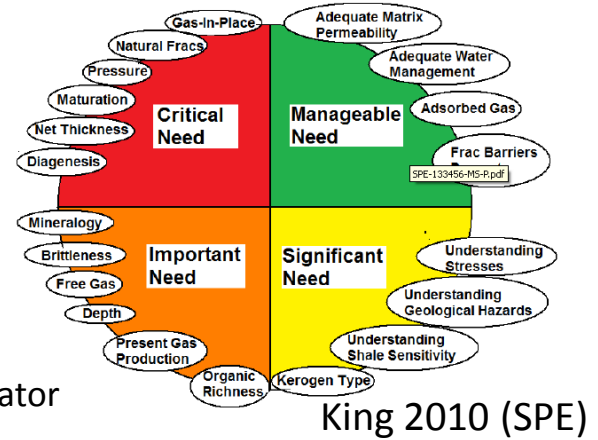 Gas-In-Place
Natural Fracs
Pressure
Maturation
Net Thickness
Diagenesis
Critical
Need
Adequate Matrix
Permeability
Adequate Water
Management
Adsorbed Gas
Frac Barriers
SPE-133456-MS-P.pdf
Manageable
Need
Mineralogy
Brittleness
Free Gas
Depth
Present Gas
Production
Organic
Richness
Important
Need
Significant
Need
Understanding
Stresses
Understanding
Geological Hazards
Understanding
Shale Sensitivity
Kerogen Type
ator
King 2010 (SPE)